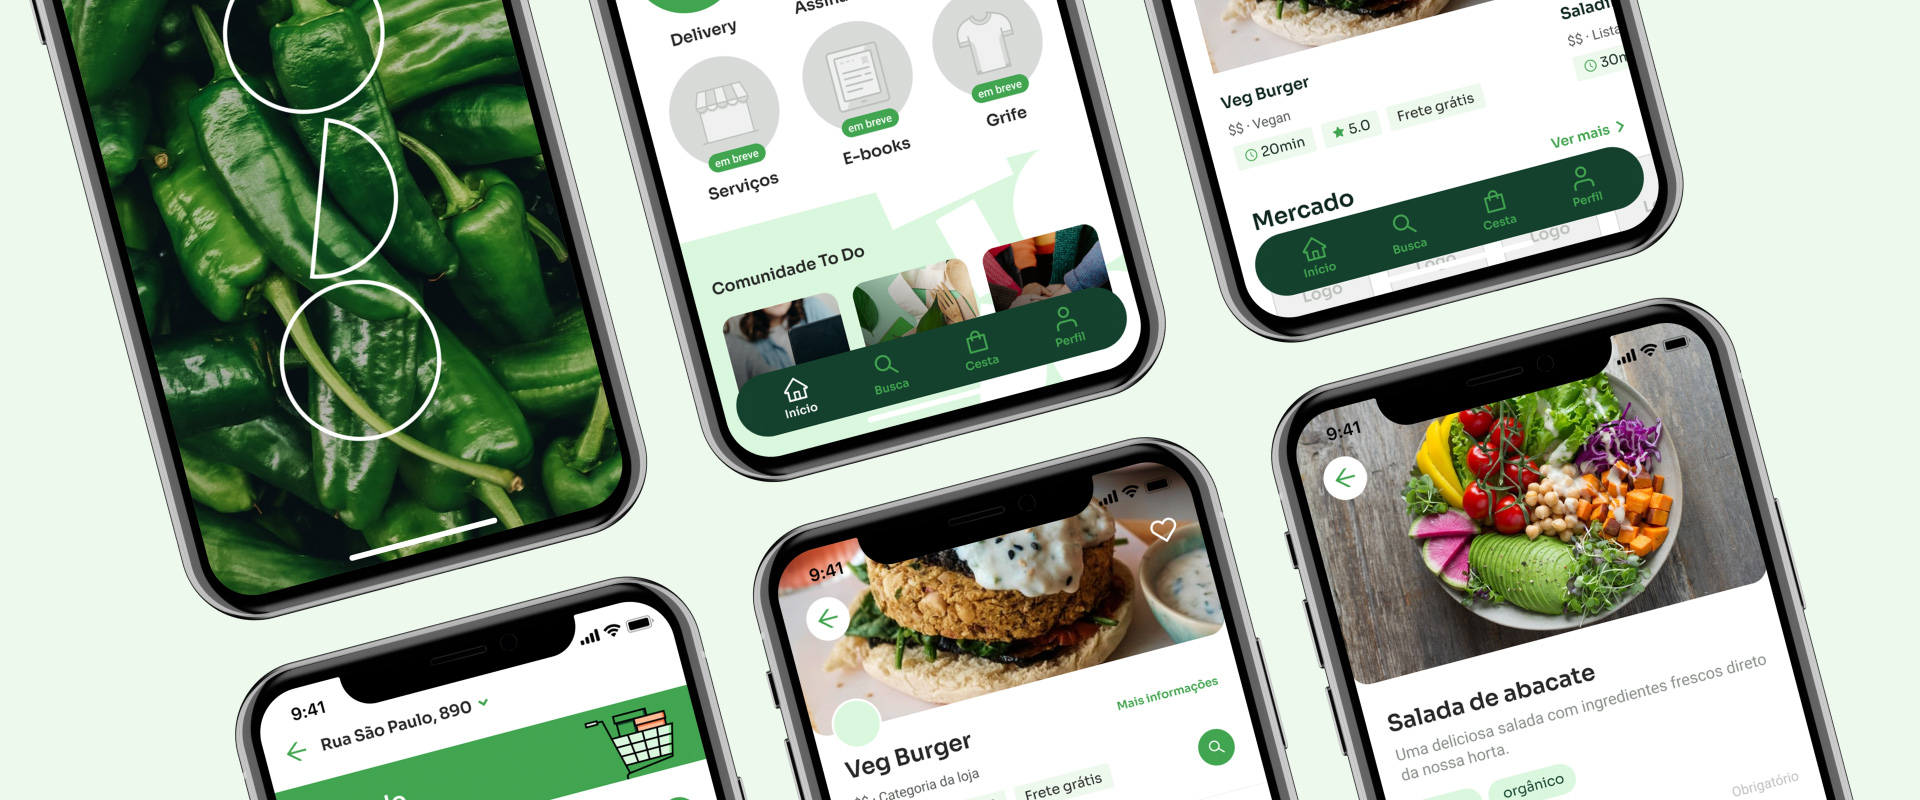 Delivery
em breve
Serviços
em breve
E-books
em breve
Grife
Comunidade To Do
Início
Busca
Cesta
Perfil
Veg Burger
$$ · Vegan
20min
5.0
Frete grátis
$$ · Lista
Ver mais
Mercado
Início
Busca
Cesta
Perfil
Logo
Logo
Logo
9:41
Rua São Paulo, 890
9:41
Mais informações
Veg Burger
$$ · Categoria da loja
Frete grátis
9:41
Salada de abacate
Uma deliciosa salada com ingredientes frescos direto
da nossa horta.
orgânico
Obrigatório